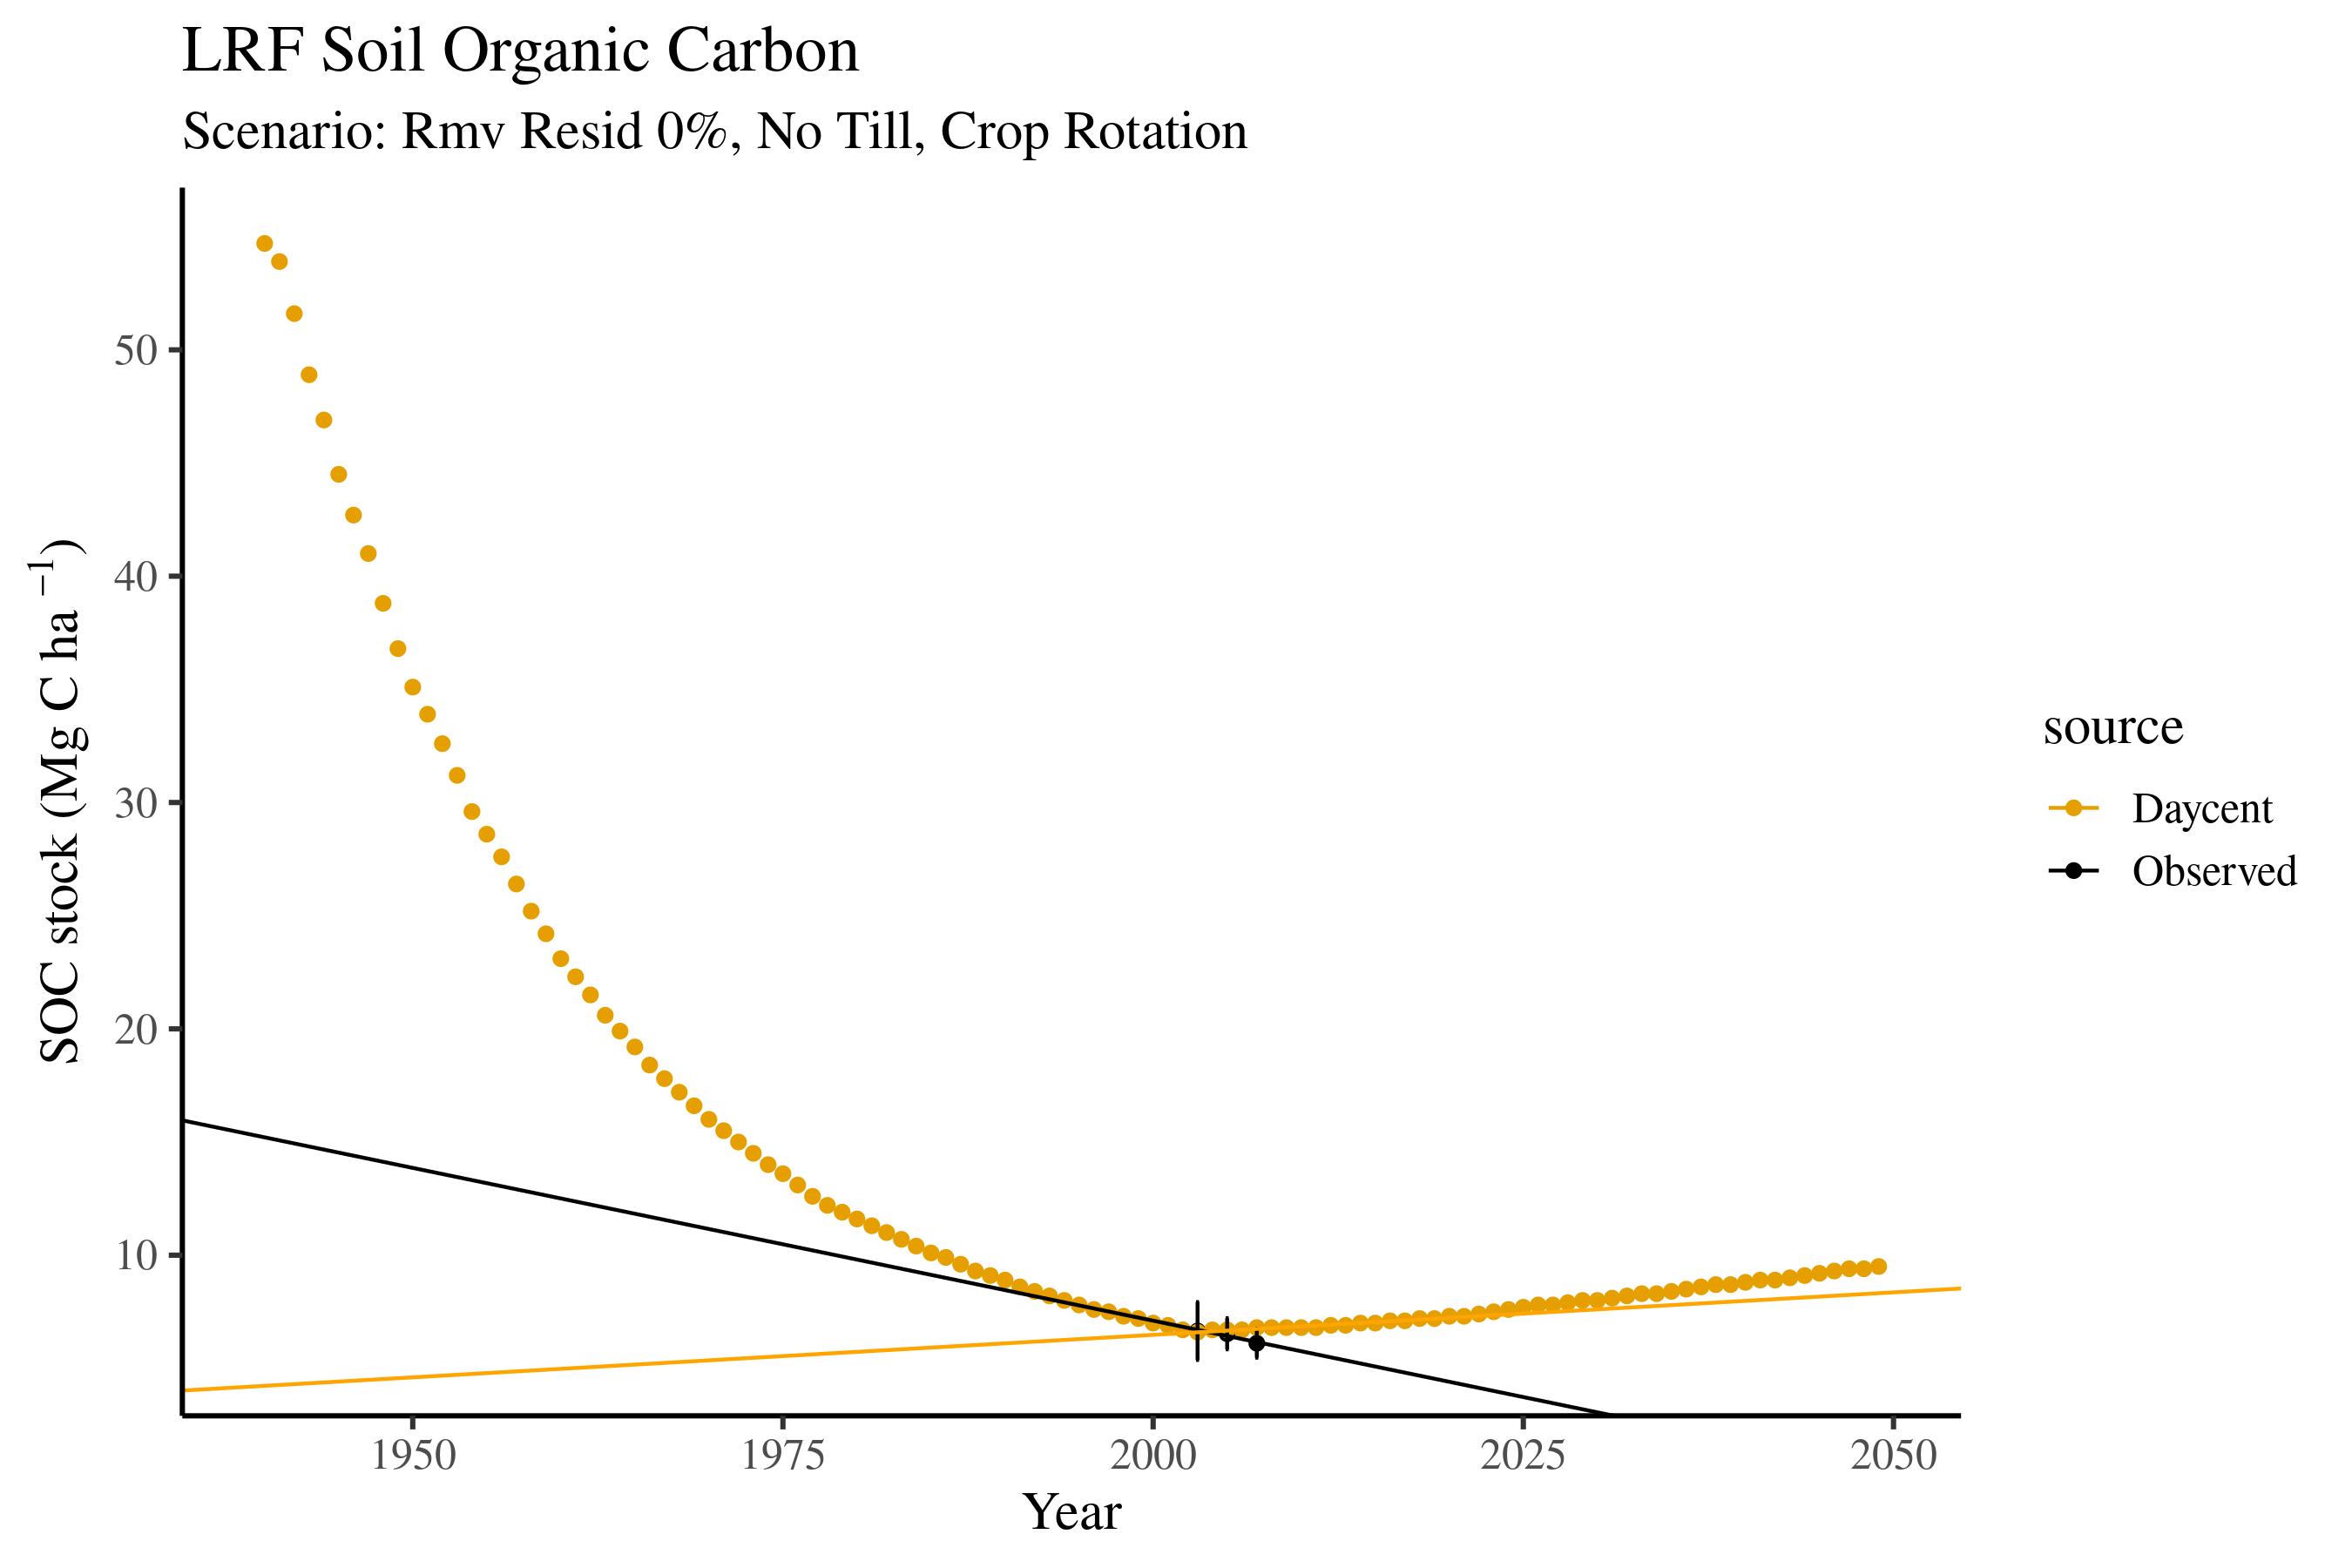 LRF Soil Organic Carbon
Scenario: Rmv Resid 0%, No Till, Crop Rotation
SOC stock (Mg C ha⁻¹)
50
40
30
20
10
1950 1975 2000 2025 2050
Year
source
Daycent
Observed